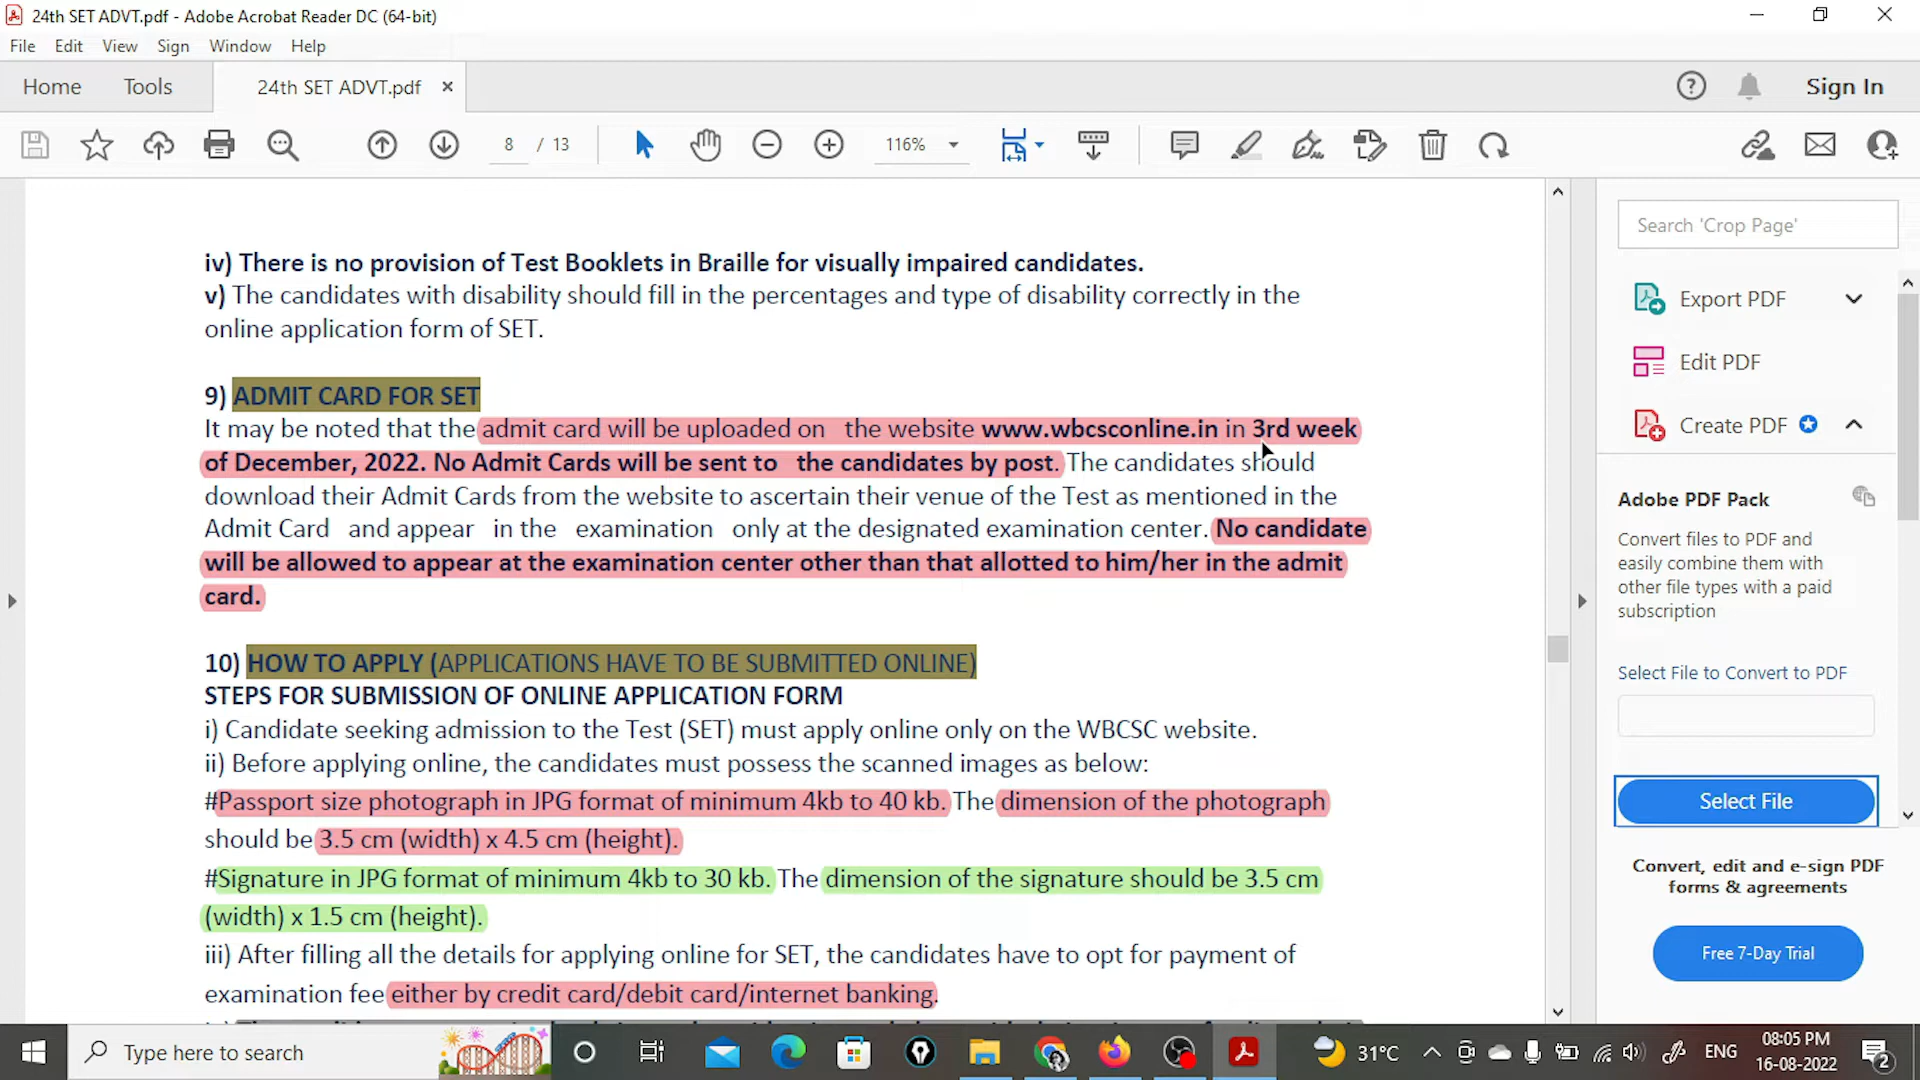 24th SET ADVT.pdf - Adobe Acrobat Reader DC (64-bit)
File Edit View Sign Window Help
Home Tools 24th SET ADVT.pdf × Sign In
8 / 13 116%
iv) There is no provision of Test Booklets in Braille for visually impaired candidates.
v) The candidates with disability should fill in the percentages and type of disability correctly in the
online application form of SET.
9) ADMIT CARD FOR SET
It may be noted that the admit card will be uploaded on the website www.wbcsconline.in in 3rd week
of December, 2022. No Admit Cards will be sent to the candidates by post. The candidates should
download their Admit Cards from the website to ascertain their venue of the Test as mentioned in the
Admit Card and appear in the examination only at the designated examination center. No candidate
will be allowed to appear at the examination center other than that allotted to him/her in the admit
card.
10) HOW TO APPLY (APPLICATIONS HAVE TO BE SUBMITTED ONLINE)
STEPS FOR SUBMISSION OF ONLINE APPLICATION FORM
i) Candidate seeking admission to the Test (SET) must apply online only on the WBCSC website.
ii) Before applying online, the candidates must possess the scanned images as below:
#Passport size photograph in JPG format of minimum 4kb to 40 kb. The dimension of the photograph
should be 3.5 cm (width) x 4.5 cm (height).
#Signature in JPG format of minimum 4kb to 30 kb. The dimension of the signature should be 3.5 cm
(width) x 1.5 cm (height).
iii) After filling all the details for applying online for SET, the candidates have to opt for payment of
examination fee either by credit card/debit card/internet banking.
Search 'Crop Page'
Export PDF
Edit PDF
Create PDF
Adobe PDF Pack
Convert files to PDF and
easily combine them with
other file types with a paid
subscription
Select File to Convert to PDF
Select File
Convert, edit and e-sign PDF
forms & agreements
Free 7-Day Trial
Type here to search
31°C
ENG
08:05 PM
16-08-2022
2